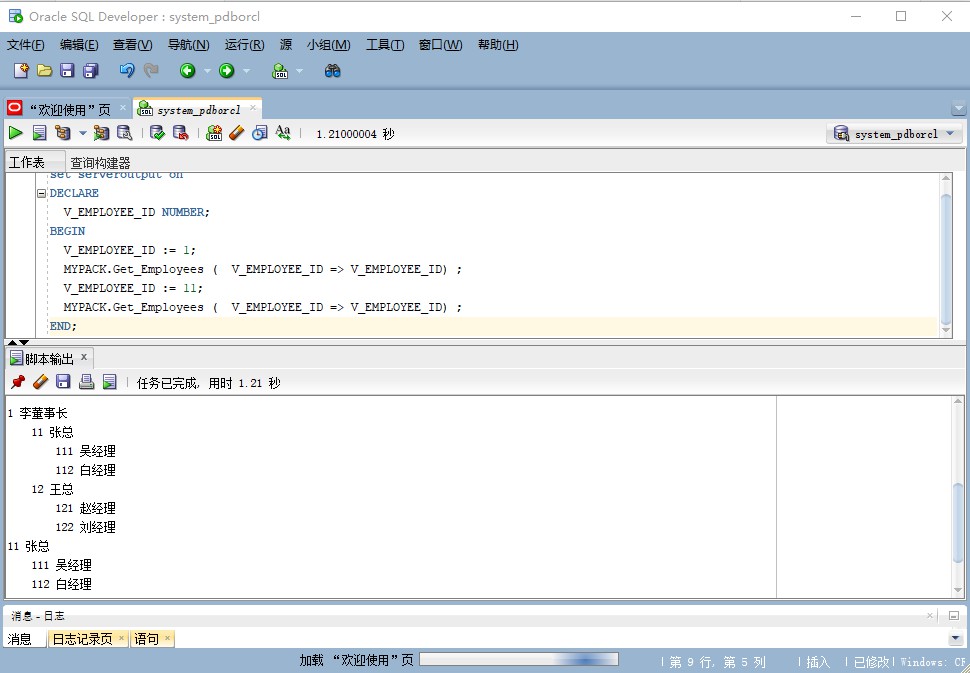 Oracle SQL Developer : system_pdborcl
文件(F) 编辑(E) 查看(V) 导航(N) 运行(R) 源 小组(M) 工具(T) 窗口(W) 帮助(H)
“欢迎使用”页 system_pdborcl
1.21000004 秒 system_pdborcl
工作表 查询构建器
set serveroutput on
DECLARE
V_EMPLOYEE_ID NUMBER;
BEGIN
V_EMPLOYEE_ID := 1;
MYPACK.Get_Employees ( V_EMPLOYEE_ID => V_EMPLOYEE_ID) ;
V_EMPLOYEE_ID := 11;
MYPACK.Get_Employees ( V_EMPLOYEE_ID => V_EMPLOYEE_ID) ;
END;
脚本输出 x
任务已完成, 用时 1.21 秒
1 李董事长
11 张总
111 吴经理
112 白经理
12 王总
121 赵经理
122 刘经理
11 张总
111 吴经理
112 白经理
消息 - 日志
消息 日志记录页 语句
加载 “欢迎使用”页 第 9 行, 第 5 列 插入 已修改 Windows: CR